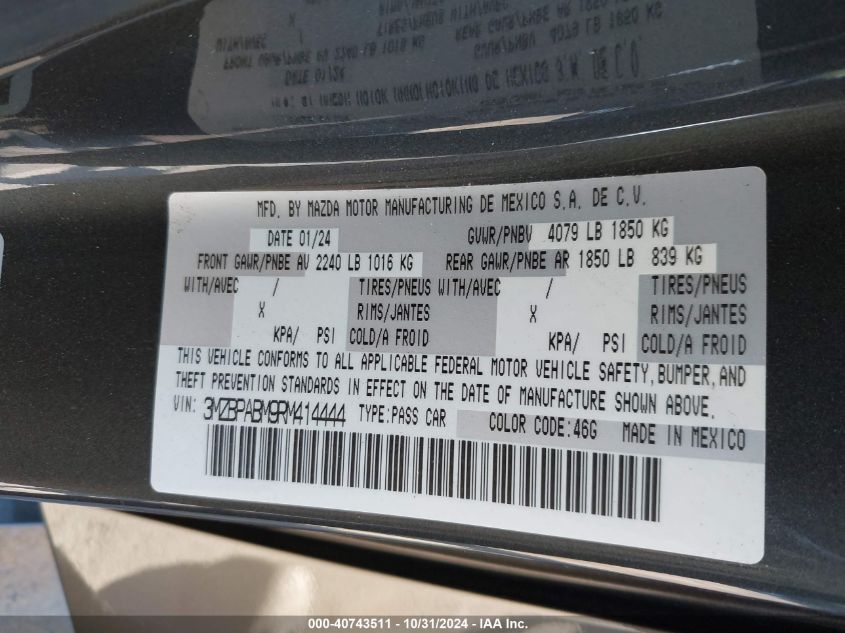 MFD. BY MAZDA MOTOR MANUFACTURING DE MEXICO S.A. DE C.V.
DATE 01/24 GVWR/PNBV 4079 LB 1850 KG
FRONT GAWR/PNBE AV 2240 LB 1016 KG REAR GAWR/PNBE AR 1850 LB 839 KG
WITH/AVEC / TIRES/PNEUS WITH/AVEC / TIRES/PNEUS
X RIMS/JANTES X RIMS/JANTES
KPA/ PSI COLD/A FROID KPA/ PSI COLD/A FROID
THIS VEHICLE CONFORMS TO ALL APPLICABLE FEDERAL MOTOR VEHICLE SAFETY, BUMPER, AND
THEFT PREVENTION STANDARDS IN EFFECT ON THE DATE OF MANUFACTURE SHOWN ABOVE.
VIN: 3MZBPABM9RM414444 TYPE:PASS CAR COLOR CODE:46G MADE IN MEXICO
000-40743511 - 10/31/2024 - IAAI.com